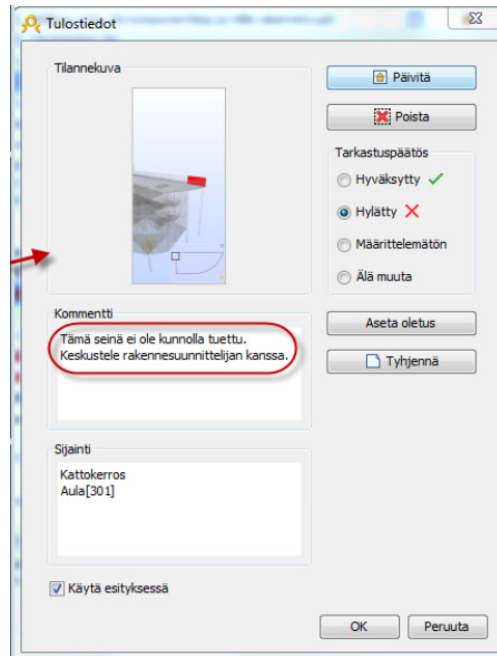 Tulostiedot
Tilannekuva
Päivitä
Poista
Tarkastuspäätös
Hyväksytty
Hylätty
Määrittelemätön
Älä muuta
Kommentti
Tämä seinä ei ole kunnolla tuettu.
Keskustele rakennesuunnittelijan kanssa.
Aseta oletus
Tyhjennä
Sijainti
Kattokerros
Aula[301]
Käytä esityksessä
OK
Peruuta